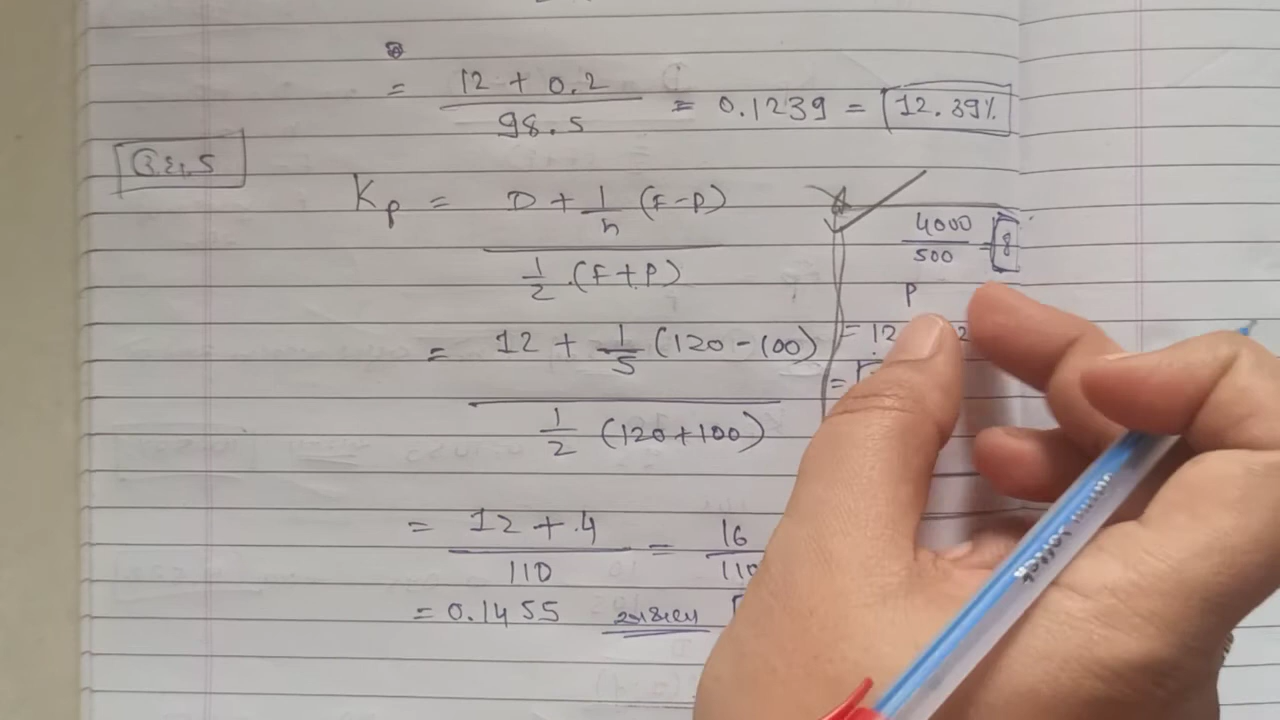 = 12 + 0.2 / 98.5 = 0.1239 = 12.39%
Kp = D + 1/n (F-P) / 1/2 (F+P)
4000 / 500 = 8
P
= 12 + 1/5 (120-100) / 1/2 (120+100)
= 12
=
= 12 + 4 / 110 = 16 / 110
= 0.1455